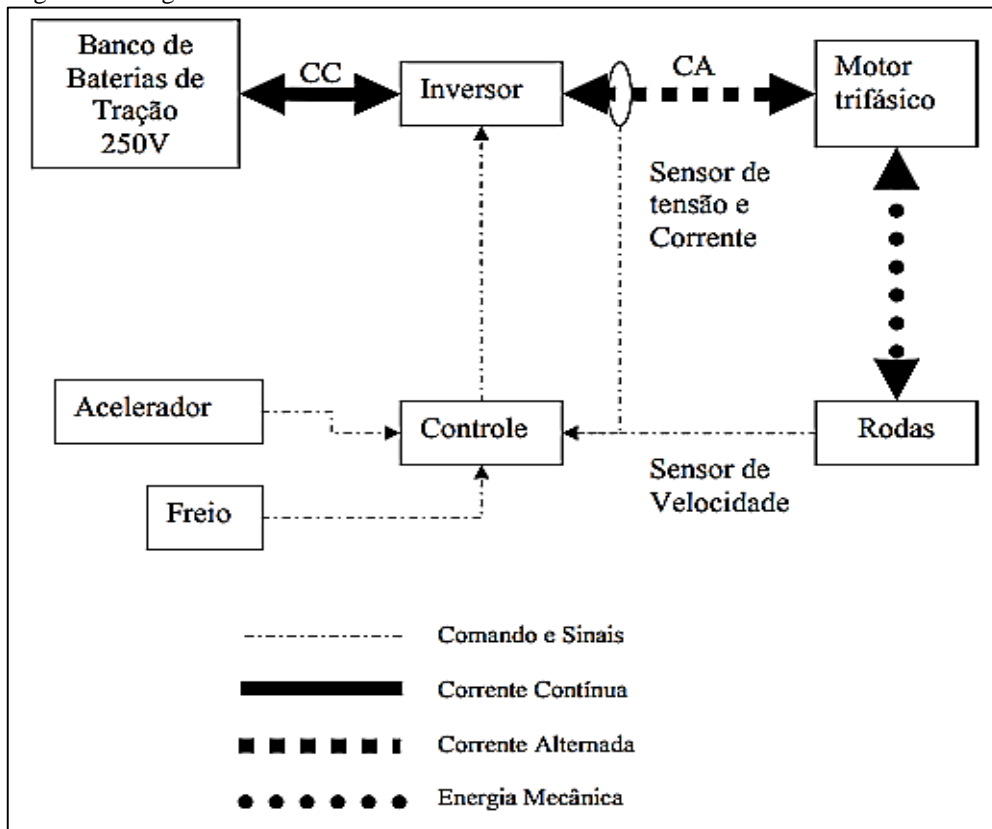 Banco de
Baterias de
Tração
250V
CC
Inversor
CA
Motor
trifásico
Sensor de
tensão e
Corrente
Acelerador
Controle
Rodas
Sensor de
Velocidade
Freio
Comando e Sinais
Corrente Contínua
Corrente Alternada
Energia Mecânica